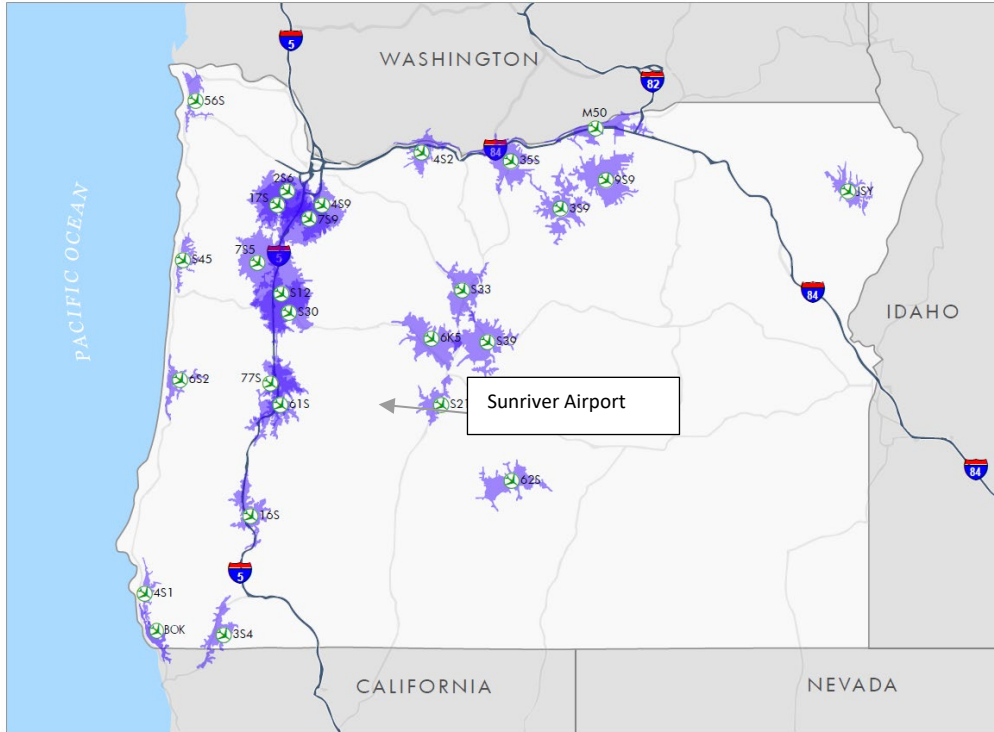 5
WASHINGTON
82
56S
M50
4S2
84
35S
2S6
9S9
JSY
17S
4S9
3S9
7S9
PACIFIC OCEAN
S45
7S5
5
S12
S33
84
IDAHO
S30
6K5
S39
6S2
77S
61S
S21
Sunriver Airport
84
62S
16S
5
4S1
BOK
3S4
CALIFORNIA
NEVADA